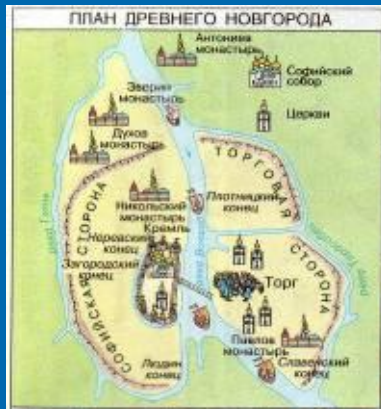 ПЛАН ДРЕВНЕГО НОВГОРОДА
Антониев
монастырь
Софийский
собор
Зверин
монастырь
Церкви
Духов
монастырь
ТОРГОВАЯ
СТОРОНА
СОФИЙСКАЯ СТОРОНА
Плотницкий
конец
Никольский
монастырь
Кремль
Неревский
конец
Загородский
конец
Торг
Людин
конец
Павлов
монастырь
Славенский
конец